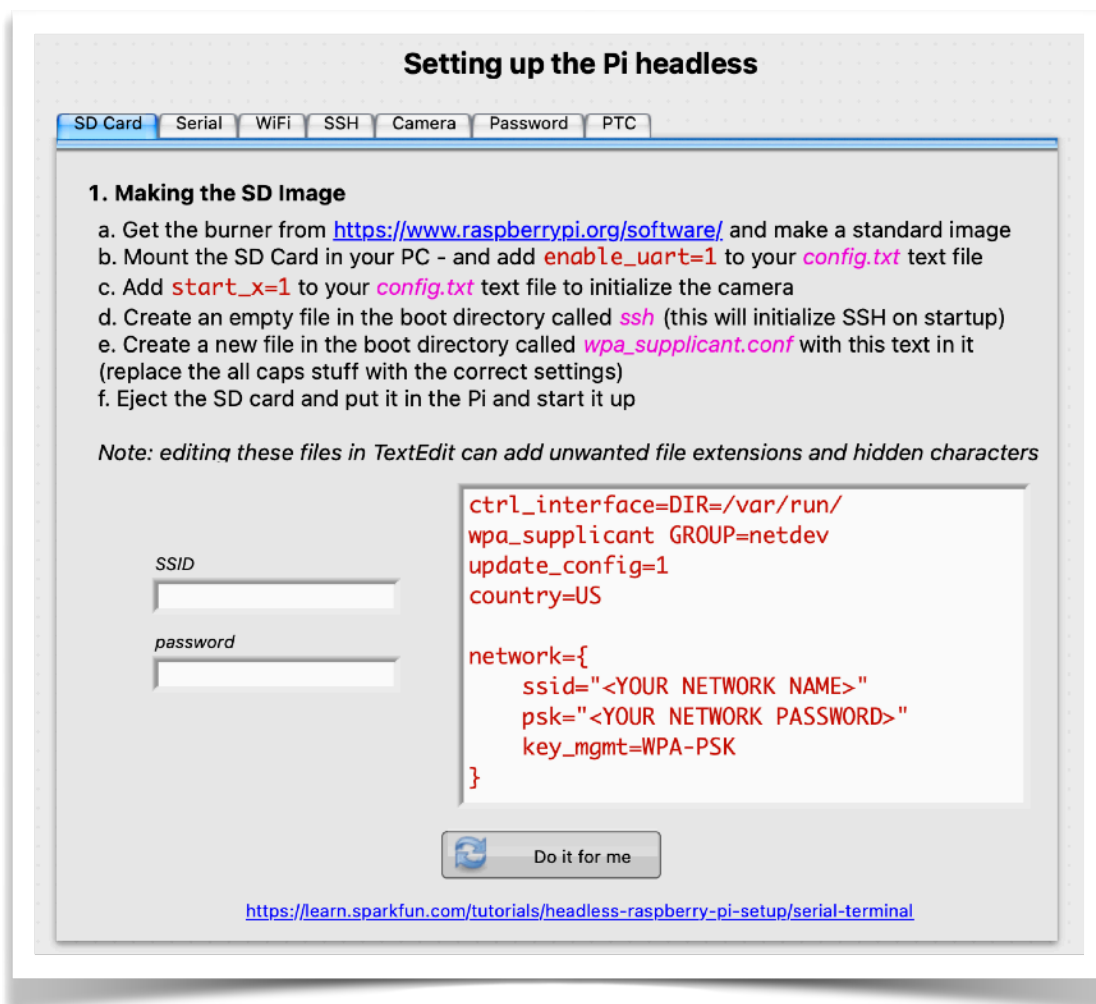 Setting up the Pi headless
SD Card Serial WiFi SSH Camera Password PTC
1. Making the SD Image
a. Get the burner from https://www.raspberrypi.org/software/ and make a standard image
b. Mount the SD Card in your PC - and add enable_uart=1 to your config.txt text file
c. Add start_x=1 to your config.txt text file to initialize the camera
d. Create an empty file in the boot directory called ssh (this will initialize SSH on startup)
e. Create a new file in the boot directory called wpa_supplicant.conf with this text in it
(replace the all caps stuff with the correct settings)
f. Eject the SD card and put it in the Pi and start it up
Note: editing these files in TextEdit can add unwanted file extensions and hidden characters
SSID
password
ctrl_interface=DIR=/var/run/
wpa_supplicant GROUP=netdev
update_config=1
country=US
network={
    ssid="<YOUR NETWORK NAME>"
    psk="<YOUR NETWORK PASSWORD>"
    key_mgmt=WPA-PSK
}
Do it for me
https://learn.sparkfun.com/tutorials/headless-raspberry-pi-setup/serial-terminal